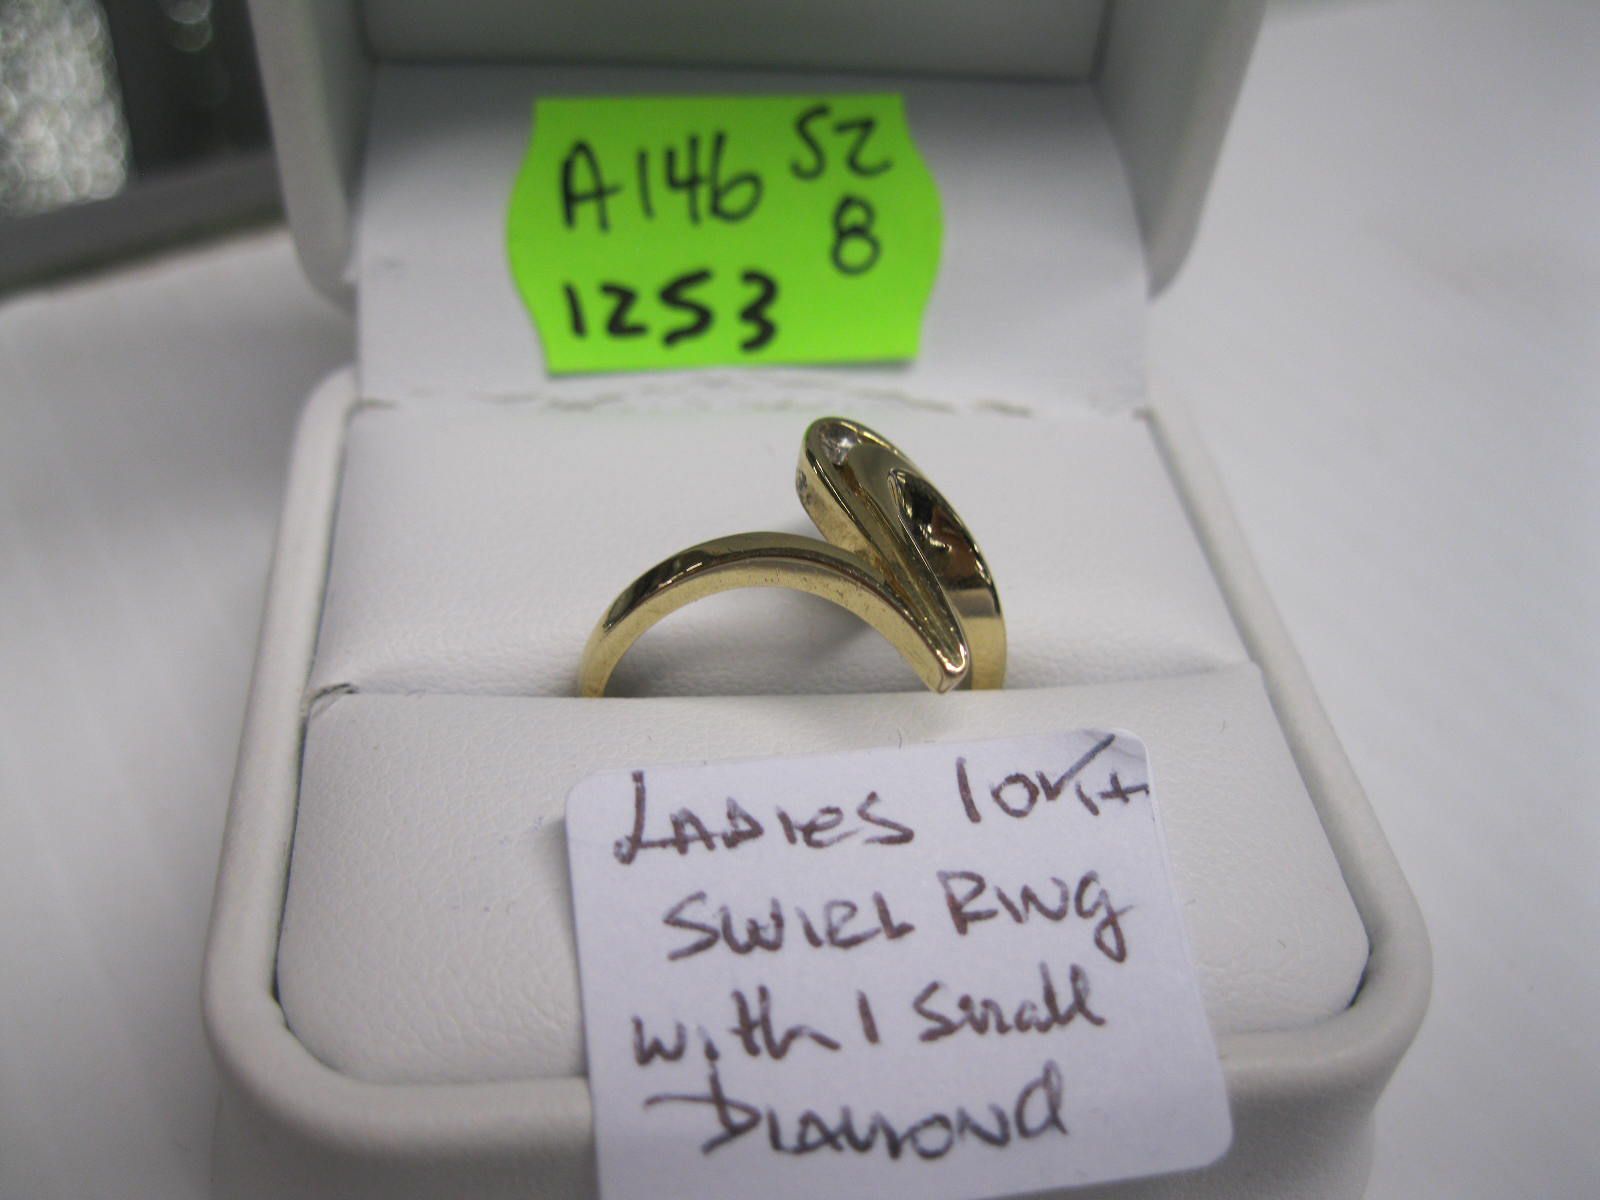 A146 SZ
8
1253
LADIES 10Kt
SWIRL RING
with 1 small
DIAMOND